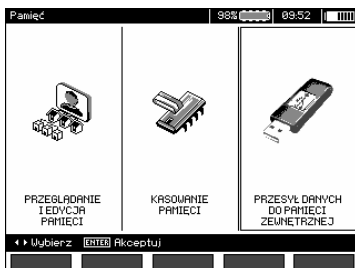 Pamięć 98% 09:52
PRZEGLĄDANIE
I EDYCJA
PAMIĘCI
KASOWANIE
PAMIĘCI
PRZESYŁ DANYCH
DO PAMIĘCI
ZEWNĘTRZNEJ
Wybierz ENTER Akceptuj